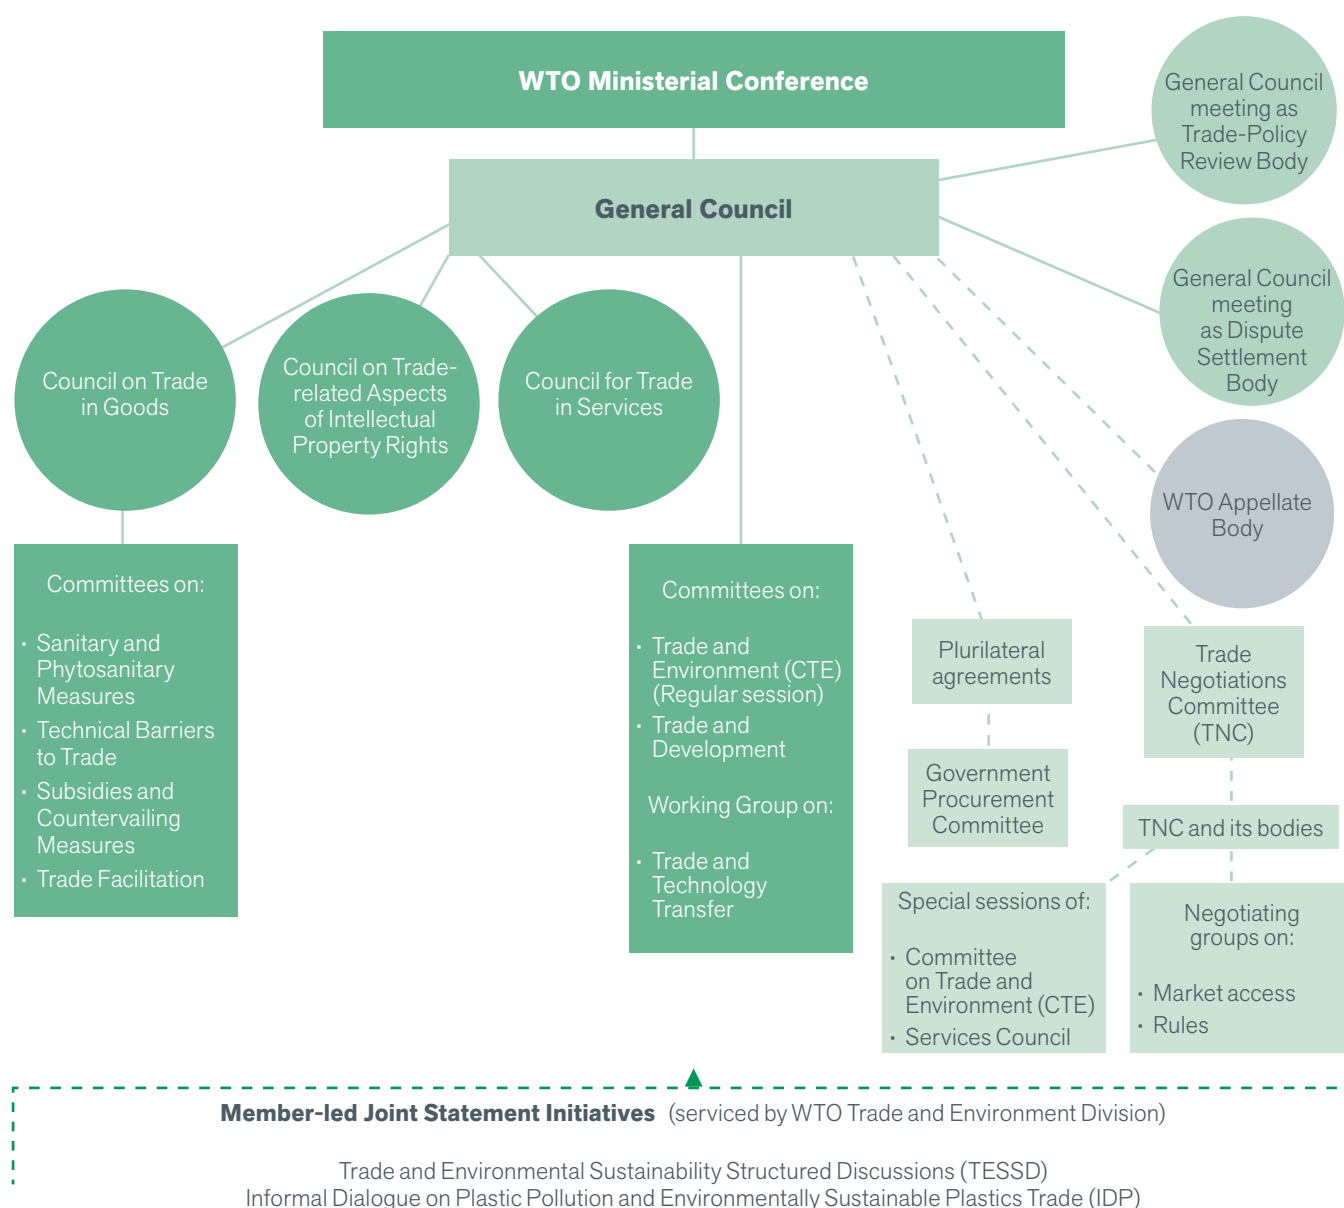 WTO Ministerial Conference
General Council
General Council
meeting as
Trade-Policy
Review Body
General Council
meeting
as Dispute
Settlement
Body
WTO Appellate
Body
Council on Trade
in Goods
Council on Trade-
related Aspects
of Intellectual
Property Rights
Council for Trade
in Services
Committees on:
· Sanitary and
Phytosanitary
Measures
· Technical Barriers
to Trade
· Subsidies and
Countervailing
Measures
· Trade Facilitation
Committees on:
· Trade and
Environment (CTE)
(Regular session)
· Trade and
Development
Working Group on:
· Trade and
Technology
Transfer
Plurilateral
agreements
Government
Procurement
Committee
Trade
Negotiations
Committee
(TNC)
TNC and its bodies
Special sessions of:
· Committee
on Trade and
Environment (CTE)
· Services Council
Negotiating
groups on:
· Market access
· Rules
Member-led Joint Statement Initiatives (serviced by WTO Trade and Environment Division)
Trade and Environmental Sustainability Structured Discussions (TESSD)
Informal Dialogue on Plastic Pollution and Environmentally Sustainable Plastics Trade (IDP)